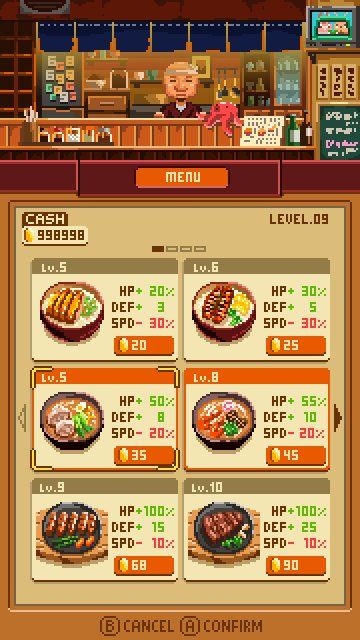 MENU
CASH
998998
LEVEL.09
Lv.5
HP+ 20%
DEF+ 3
SPD- 30%
20
Lv.6
HP+ 30%
DEF+ 5
SPD- 30%
25
Lv.5
HP+ 50%
DEF+ 8
SPD- 20%
35
Lv.8
HP+ 55%
DEF+ 10
SPD- 20%
45
Lv.9
HP+100%
DEF+ 15
SPD- 10%
68
Lv.10
HP+100%
DEF+ 25
SPD- 10%
90
B CANCEL A CONFIRM